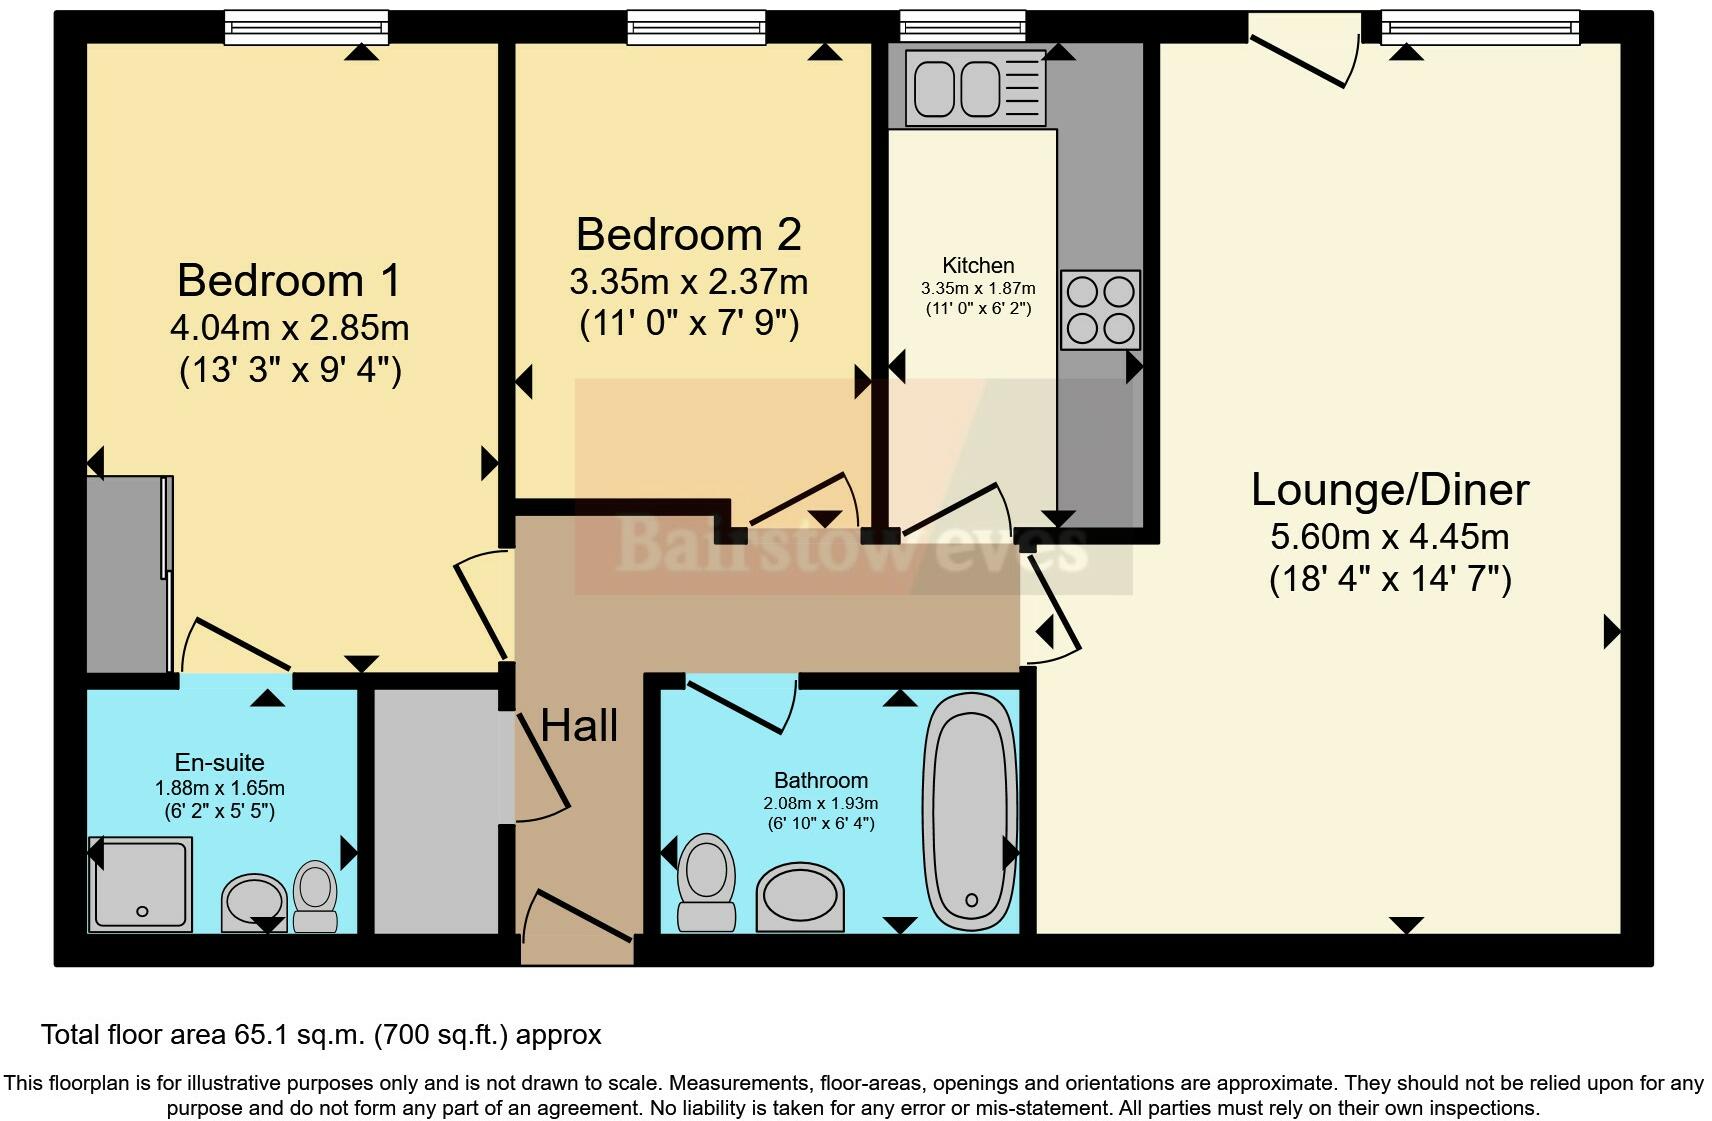 Bedroom 1
4.04m x 2.85m
(13' 3" x 9' 4")
Bedroom 2
3.35m x 2.37m
(11' 0" x 7' 9")
Kitchen
3.35m x 1.87m
(11' 0" x 6' 2")
Lounge/Diner
5.60m x 4.45m
(18' 4" x 14' 7")
Bairstow eves
Hall
En-suite
1.88m x 1.65m
(6' 2" x 5' 5")
Bathroom
2.08m x 1.93m
(6' 10" x 6' 4")
Total floor area 65.1 sq.m. (700 sq.ft.) approx
This floorplan is for illustrative purposes only and is not drawn to scale. Measurements, floor-areas, openings and orientations are approximate. They should not be relied upon for any
purpose and do not form any part of an agreement. No liability is taken for any error or mis-statement. All parties must rely on their own inspections.